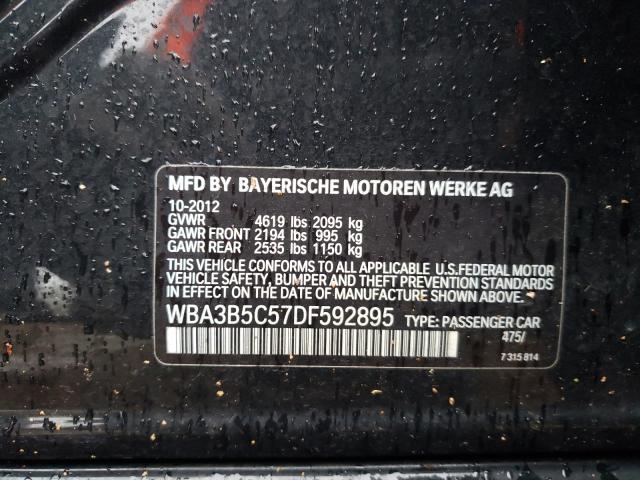 MFD BY BAYERISCHE MOTOREN WERKE AG
10-2012
GVWR 4619 lbs 2095 kg
GAWR FRONT 2194 lbs 995 kg
GAWR REAR 2535 lbs 1150 kg
THIS VEHICLE CONFORMS TO ALL APPLICABLE U.S.FEDERAL MOTOR
VEHICLE SAFETY, BUMPER AND THEFT PREVENTION STANDARDS
IN EFFECT ON THE DATE OF MANUFACTURE SHOWN ABOVE.
WBA3B5C57DF592895 TYPE: PASSENGER CAR
475/
7 315 814